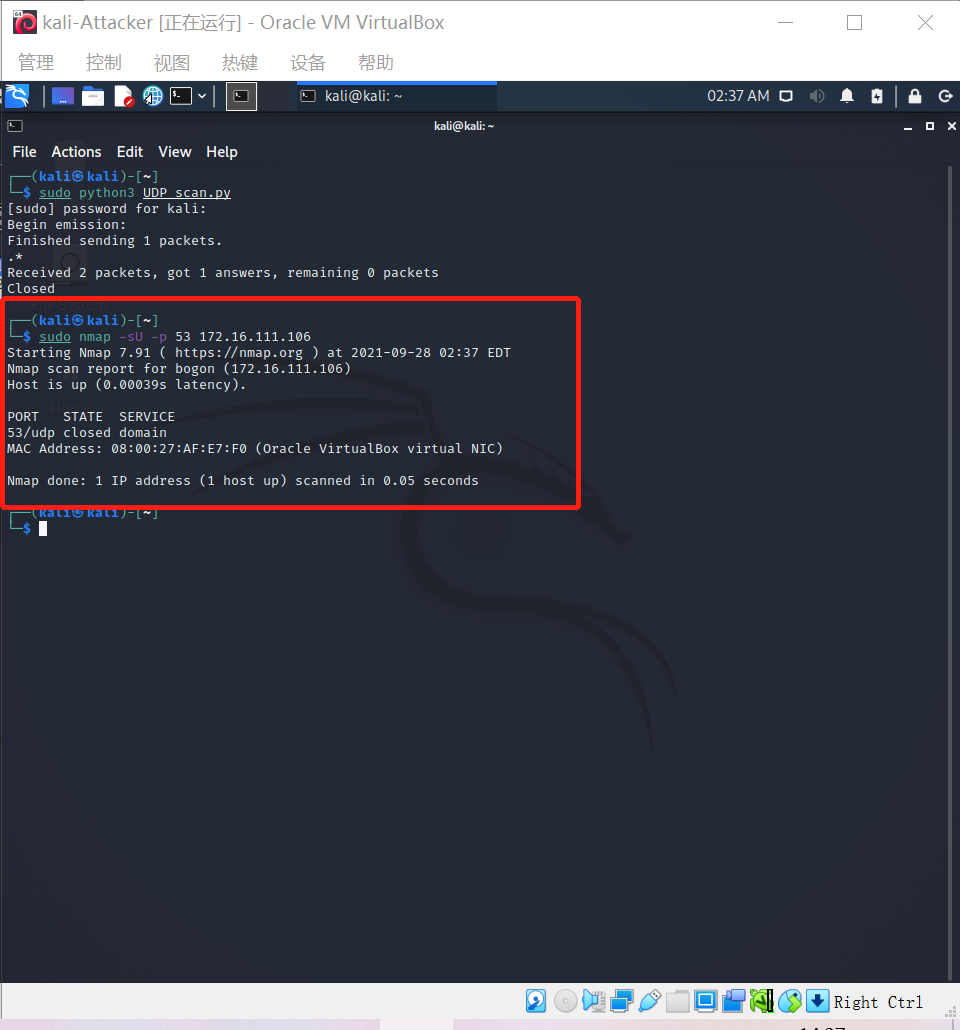 kali-Attacker [正在运行] - Oracle VM VirtualBox
管理 控制 视图 热键 设备 帮助
kali@kali: ~ 02:37 AM
kali@kali: ~
File Actions Edit View Help
┌──(kali㉿kali)-[~]
└─$ sudo python3 UDP_scan.py
[sudo] password for kali:
Begin emission:
Finished sending 1 packets.
.*
Received 2 packets, got 1 answers, remaining 0 packets
Closed
┌──(kali㉿kali)-[~]
└─$ sudo nmap -sU -p 53 172.16.111.106
Starting Nmap 7.91 ( https://nmap.org ) at 2021-09-28 02:37 EDT
Nmap scan report for bogon (172.16.111.106)
Host is up (0.00039s latency).
PORT STATE SERVICE
53/udp closed domain
MAC Address: 08:00:27:AF:E7:F0 (Oracle VirtualBox virtual NIC)
Nmap done: 1 IP address (1 host up) scanned in 0.05 seconds
┌──(kali㉿kali)-[~]
└─$
Right Ctrl